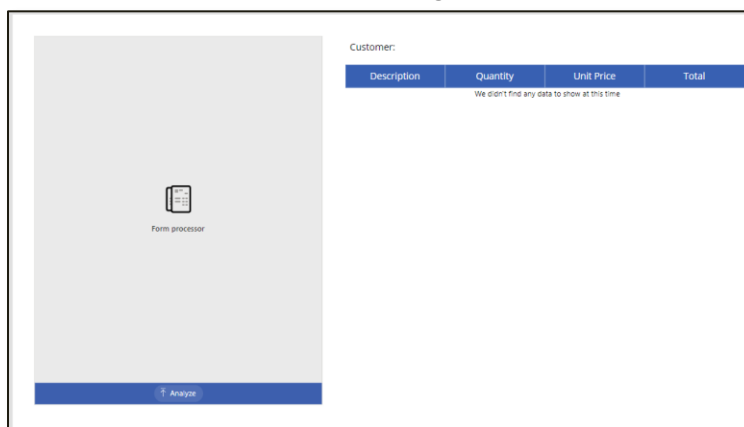 Customer:
Description Quantity Unit Price Total
We didn't find any data to show at this time
Form processor
Analyze